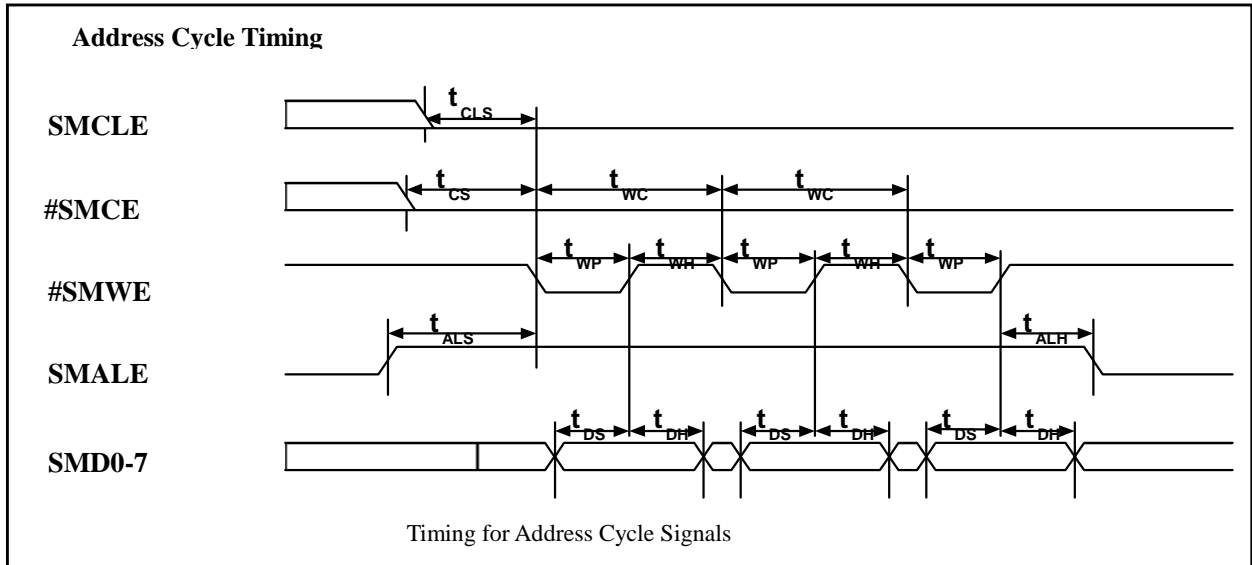 Address Cycle Timing
SMCLE
tCLS
#SMCE
tCS
tWC
tWC
#SMWE
tWP
tWH
tWP
tWH
tWP
SMALE
tALS
tALH
SMD0-7
tDS
tDH
tDS
tDH
tDS
tDH
Timing for Address Cycle Signals